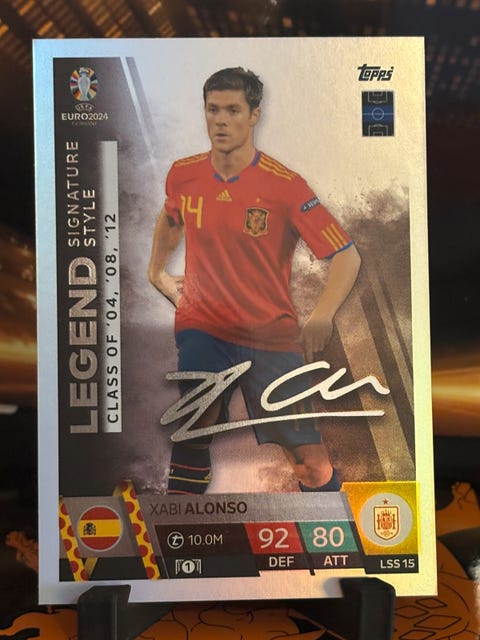 topps
UEFA
EURO2024
GERMANY
LEGEND
SIGNATURE
STYLE
CLASS OF '04, '08, '12
14
XABI ALONSO
10.0M
92
DEF
80
ATT
1
LSS 15